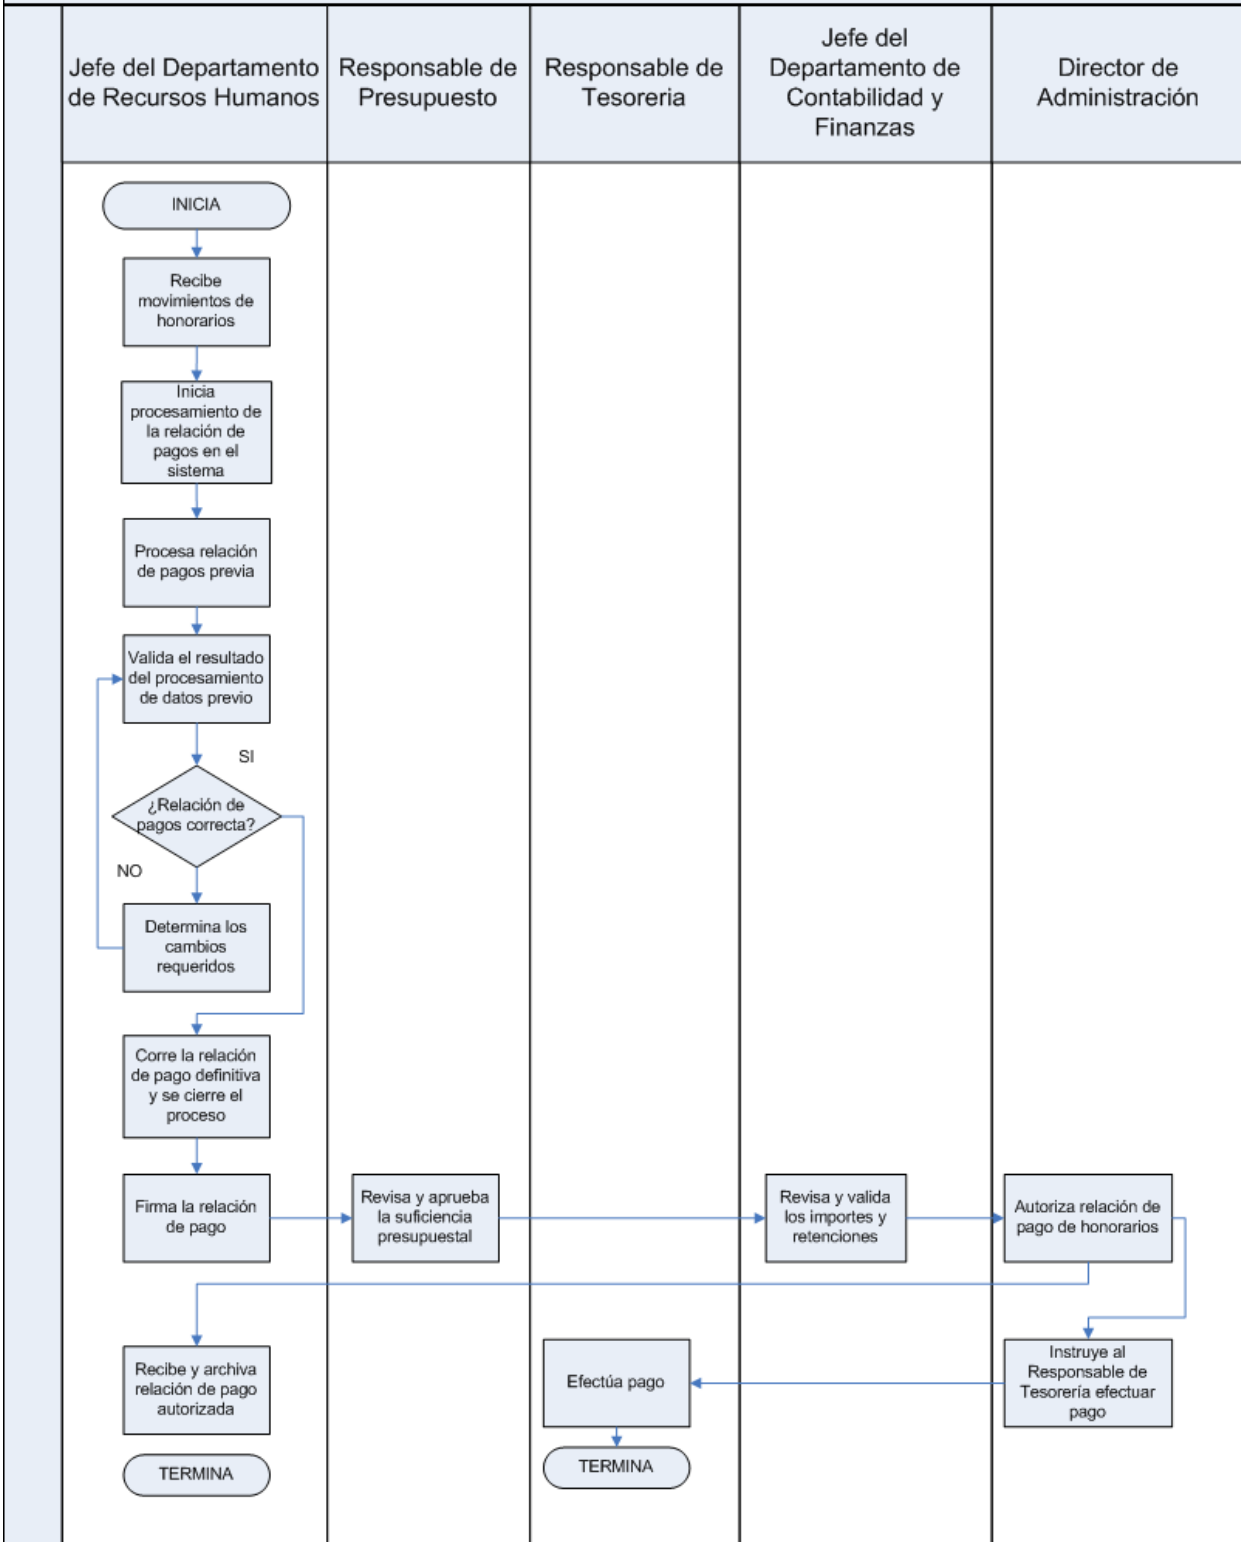 Jefe del Departamento
de Recursos Humanos
Responsable de
Presupuesto
Responsable de
Tesoreria
Jefe del
Departamento de
Contabilidad y
Finanzas
Director de
Administración
INICIA
Recibe
movimientos de
honorarios
Inicia
procesamiento de
la relación de
pagos en el
sistema
Procesa relación
de pagos previa
Valida el resultado
del procesamiento
de datos previo
SI
¿Relación de
pagos correcta?
NO
Determina los
cambios
requeridos
Corre la relación
de pago definitiva
y se cierre el
proceso
Firma la relación
de pago
Revisa y aprueba
la suficiencia
presupuestal
Revisa y valida
los importes y
retenciones
Autoriza relación de
pago de honorarios
Recibe y archiva
relación de pago
autorizada
Efectúa pago
Instruye al
Responsable de
Tesorería efectuar
pago
TERMINA
TERMINA